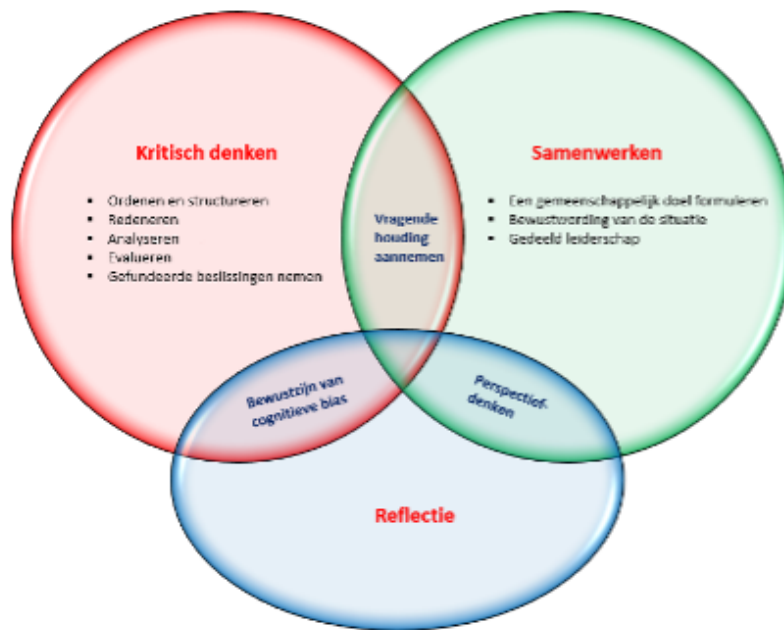 Kritisch denken
▪ Ordenen en structureren
▪ Redeneren
▪ Analyseren
▪ Evalueren
▪ Gefundeerde beslissingen nemen
Vragende
houding
aannemen
Samenwerken
▪ Een gemeenschappelijk doel formuleren
▪ Bewustwording van de situatie
▪ Gedeeld leiderschap
Bewustzijn van
cognitieve bias
Perspectief-
denken
Reflectie